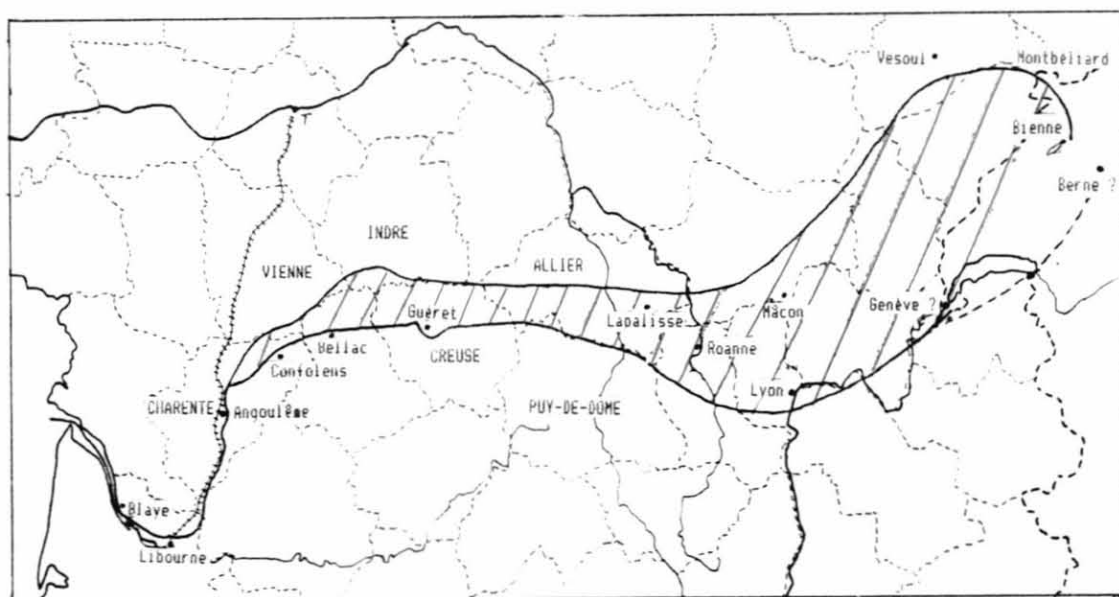 Vesoul
Montbéliard
Bienne
Berne ?
INDRE
VIENNE
ALLIER
Genève ?
Guéret
Lapalisse
Mâcon
Bellac
CREUSE
Roanne
Confolens
Lyon
CHARENTE
Angoulême
PUY-DE-DOME
Blaye
Libourne